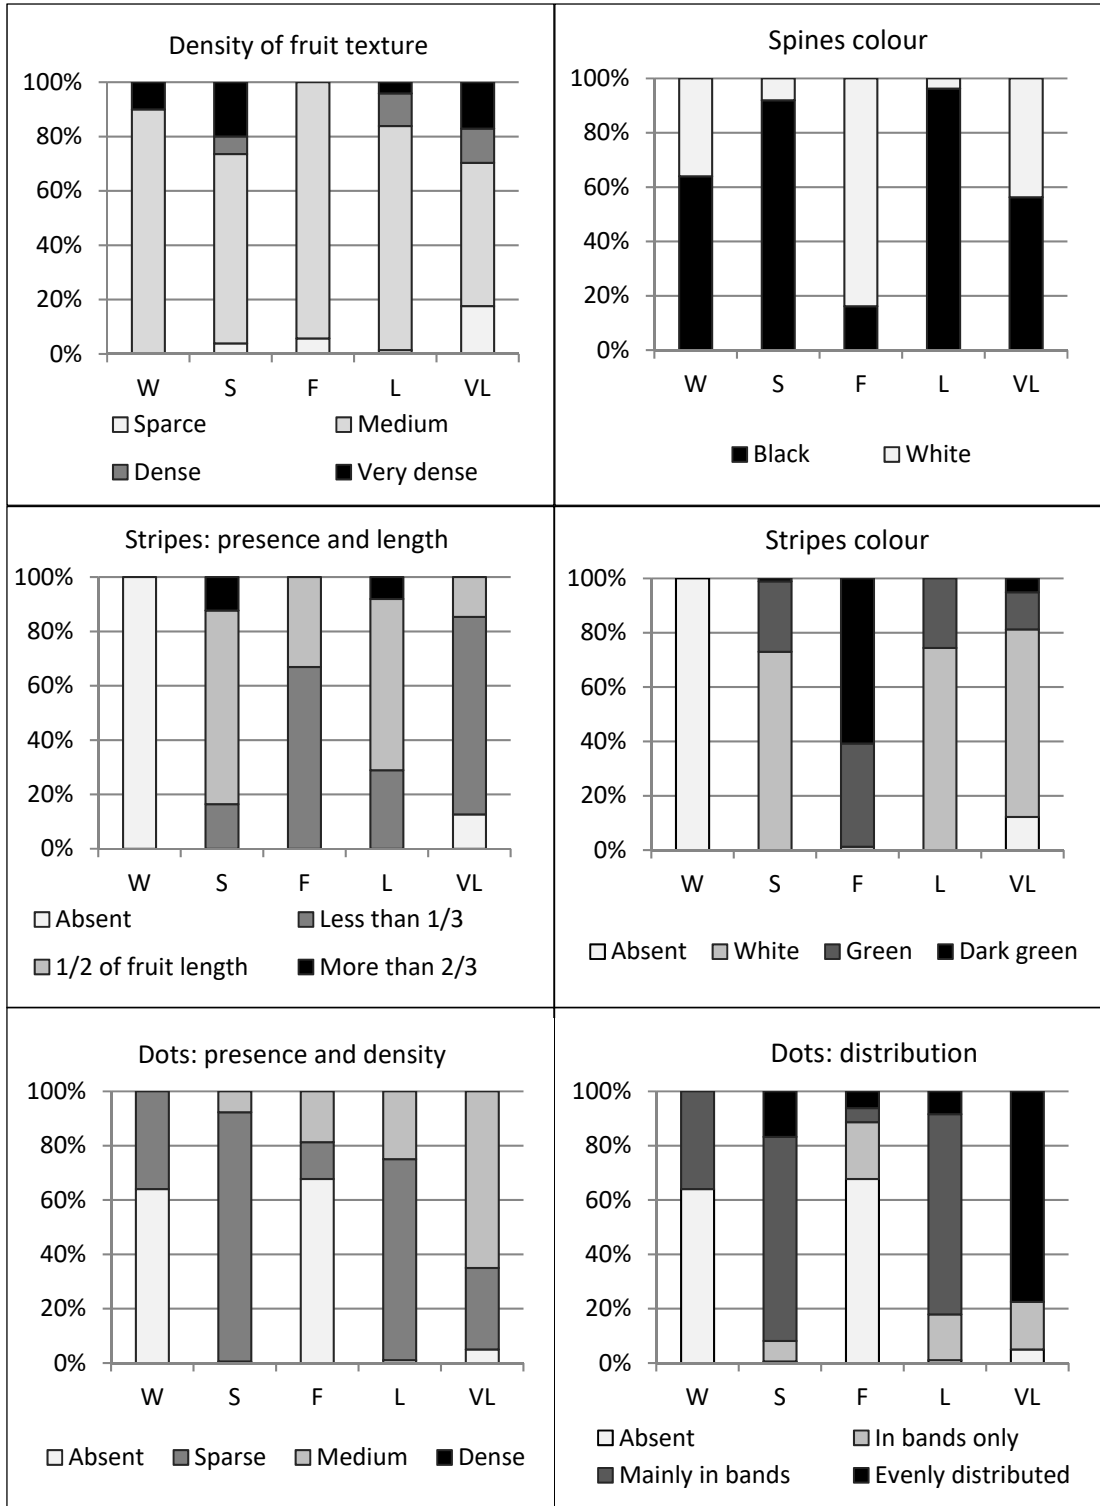 Density of fruit texture
100%
80%
60%
40%
20%
0%
W S F L VL
Sparce Medium
Dense Very dense
Spines colour
100%
80%
60%
40%
20%
0%
W S F L VL
Black White
Stripes: presence and length
100%
80%
60%
40%
20%
0%
W S F L VL
Absent Less than 1/3
1/2 of fruit length More than 2/3
Stripes colour
100%
80%
60%
40%
20%
0%
W S F L VL
Absent White Green Dark green
Dots: presence and density
100%
80%
60%
40%
20%
0%
W S F L VL
Absent Sparse Medium Dense
Dots: distribution
100%
80%
60%
40%
20%
0%
W S F L VL
Absent In bands only
Mainly in bands Evenly distributed